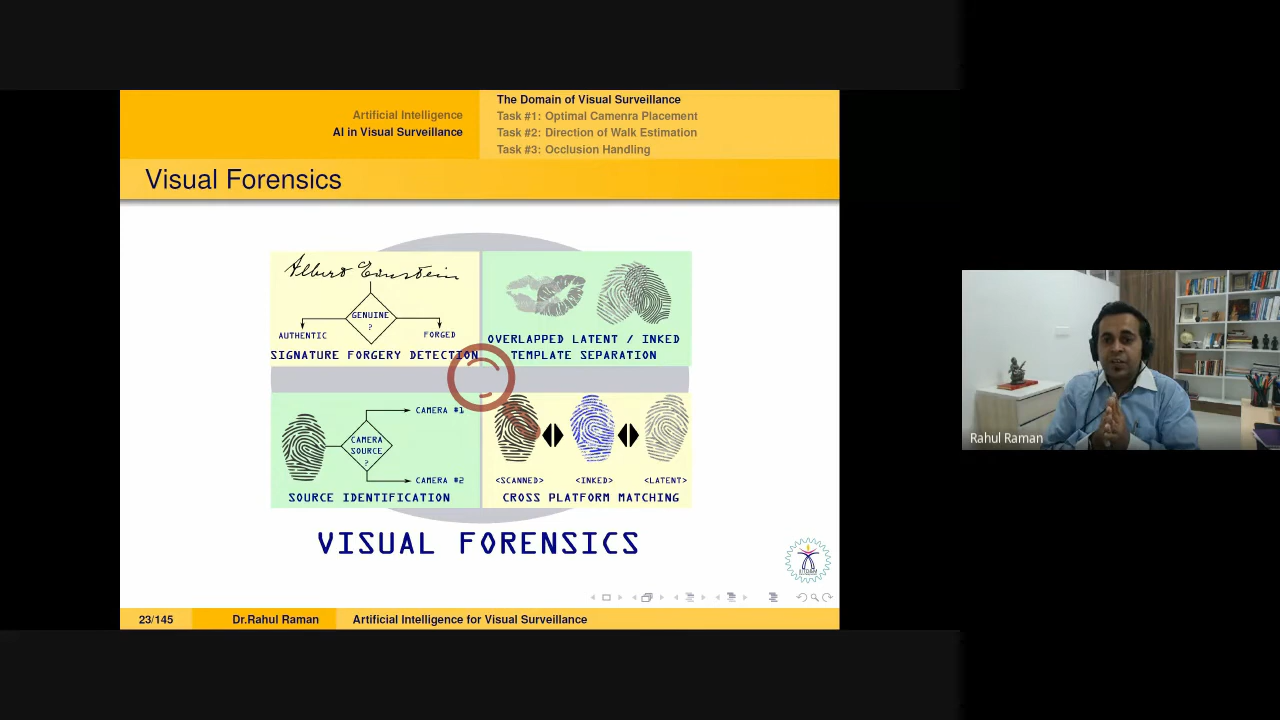 Artificial Intelligence
AI in Visual Surveillance
The Domain of Visual Surveillance
Task #1: Optimal Camenra Placement
Task #2: Direction of Walk Estimation
Task #3: Occlusion Handling
Visual Forensics
Albert Einstein
GENUINE
?
AUTHENTIC
FORGED
SIGNATURE FORGERY DETECTION
OVERLAPPED LATENT / INKED
TEMPLATE SEPARATION
CAMERA #1
CAMERA
SOURCE
?
CAMERA #2
SOURCE IDENTIFICATION
<SCANNED>
<INKED>
<LATENT>
CROSS PLATFORM MATCHING
VISUAL FORENSICS
23/145
Dr.Rahul Raman
Artificial Intelligence for Visual Surveillance
Rahul Raman